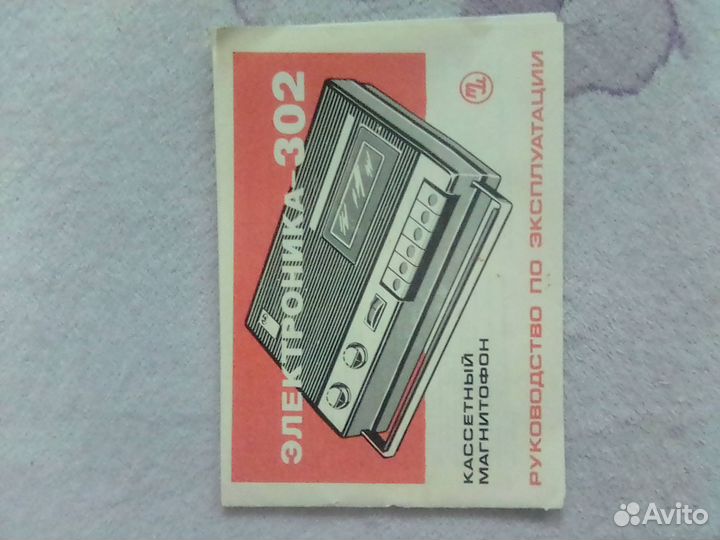 ЭЛЕКТРОНИКА-302
КАССЕТНЫЙ
МАГНИТОФОН
РУКОВОДСТВО ПО ЭКСПЛУАТАЦИИ
Avito